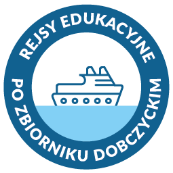 REJSY EDUKACYJNE
PO ZBIORNIKU DOBCZYCKIM